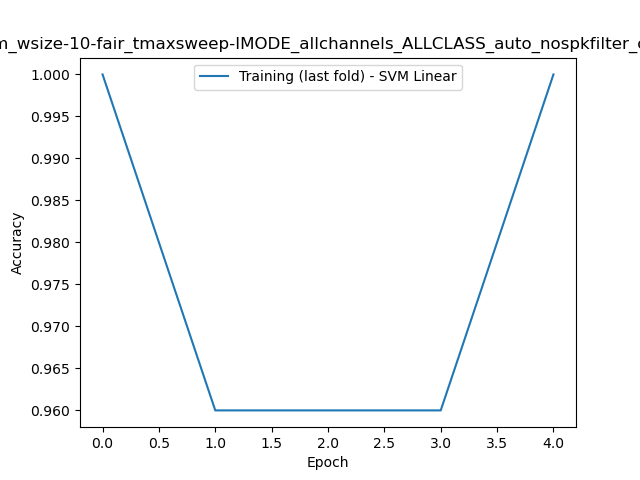 m_wsize-10-fair_tmaxsweep-IMODE_allchannels_ALLCLASS_auto_nospkfilter_
Training (last fold) - SVM Linear
1.000
0.995
0.990
0.985
0.980
0.975
0.970
0.965
0.960
Accuracy
0.0 0.5 1.0 1.5 2.0 2.5 3.0 3.5 4.0
Epoch